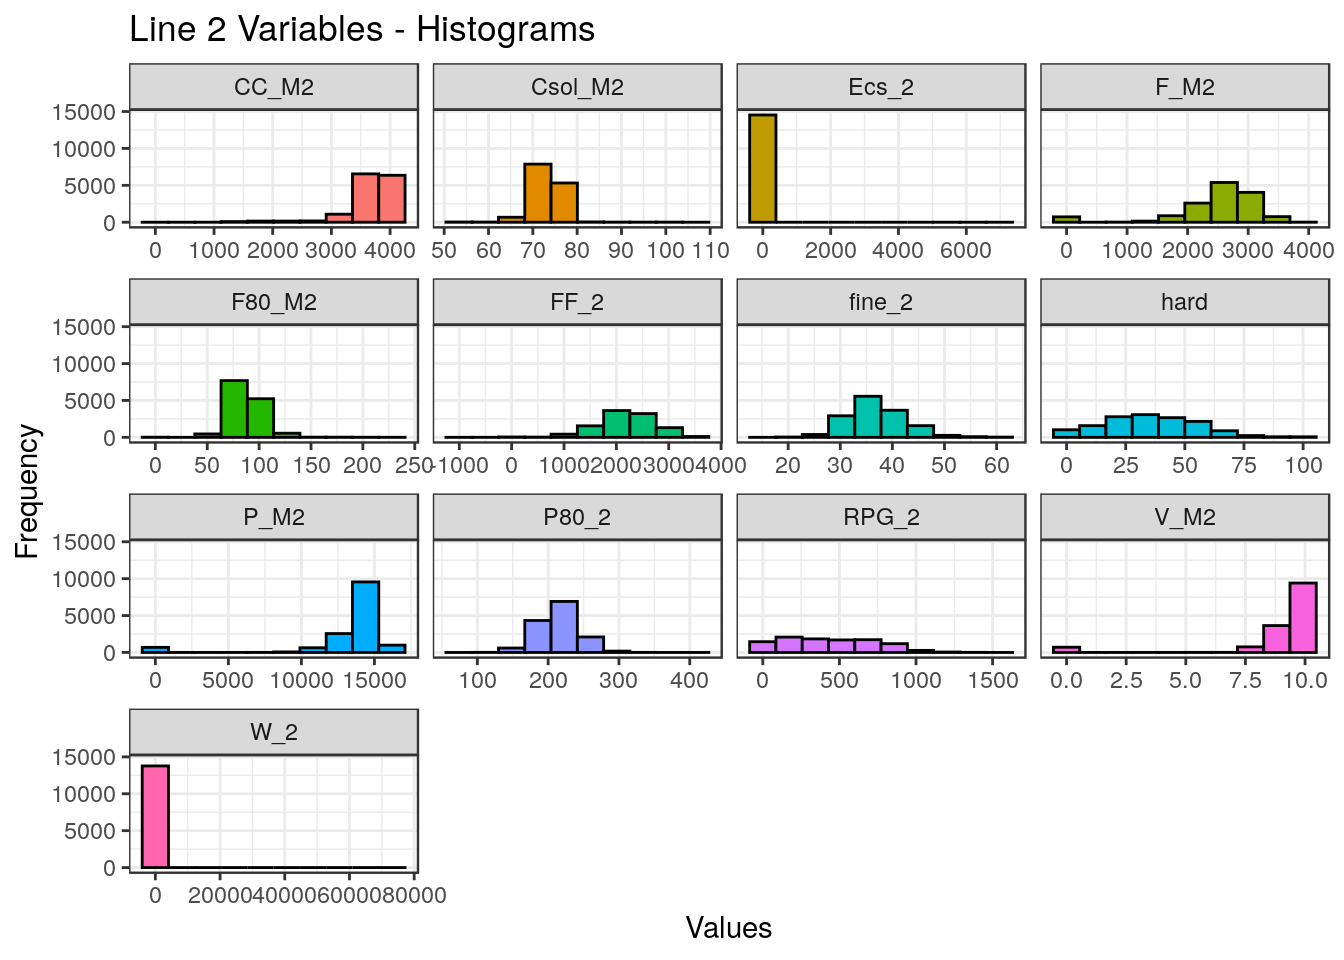 Line 2 Variables - Histograms
CC_M2 Csol_M2 Ecs_2 F_M2
15000
10000
5000
0
0 1000 2000 3000 4000 50 60 70 80 90 100 110 0 2000 4000 6000 0 1000 2000 3000 4000
F80_M2 FF_2 fine_2 hard
15000
10000
5000
0
0 50 100 150 200 250 -1000 0 1000 2000 3000 4000 20 30 40 50 60 0 25 50 75 100
P_M2 P80_2 RPG_2 V_M2
15000
10000
5000
0
0 5000 10000 15000 100 200 300 400 0 500 1000 1500 0.0 2.5 5.0 7.5 10.0
W_2
15000
10000
5000
0
0 20000 40000 60000 80000
Frequency
Values